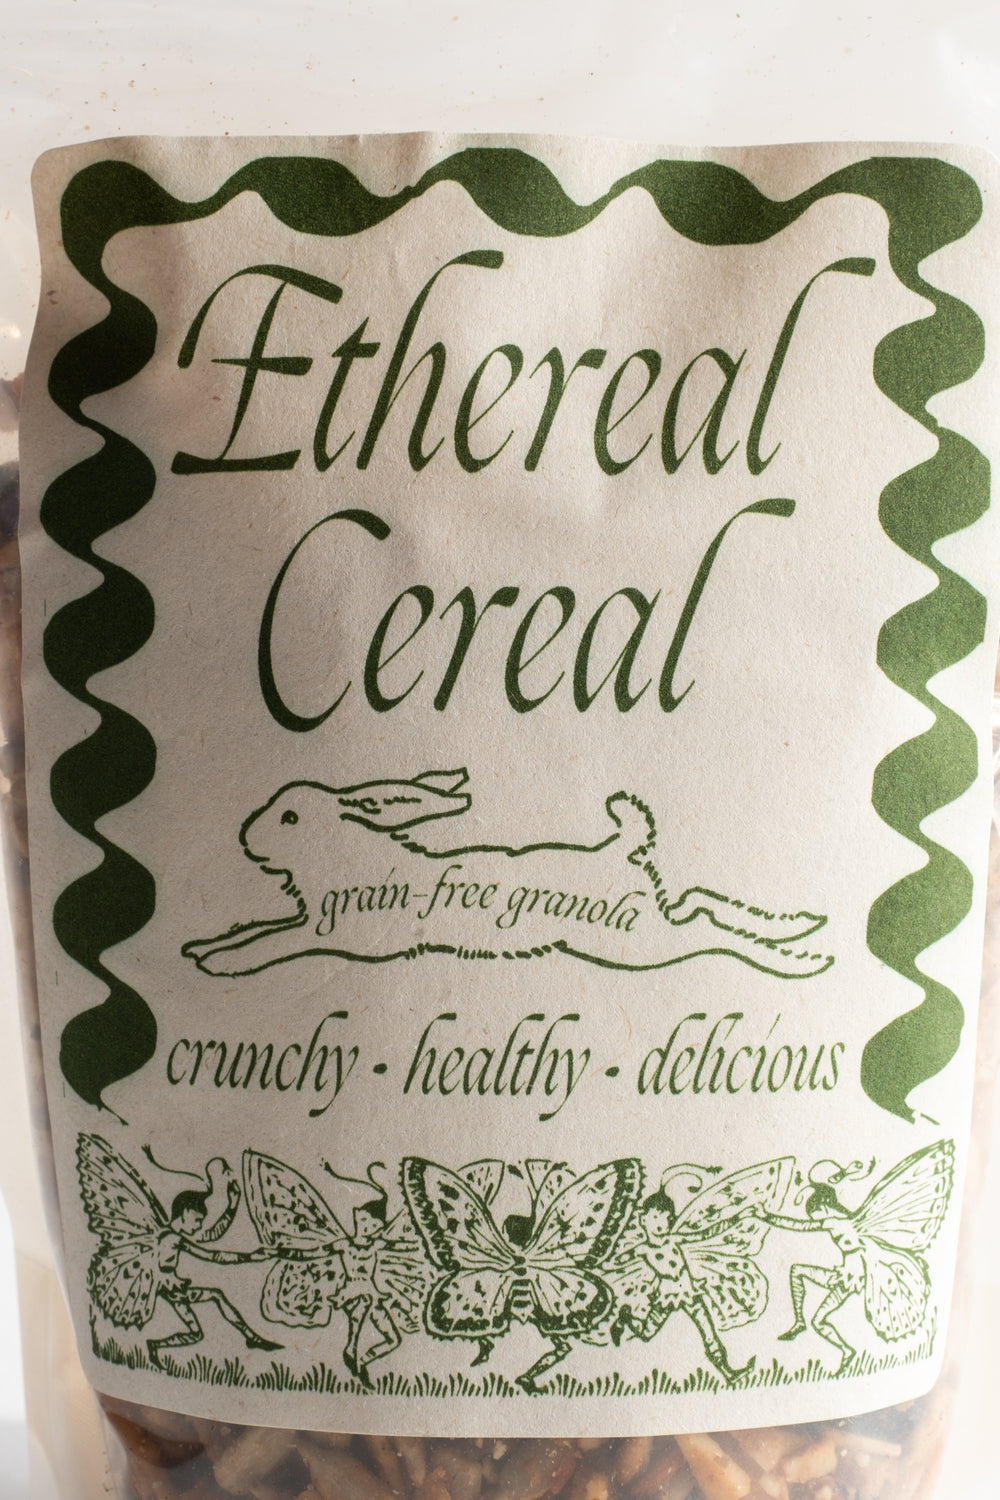 Ethereal
Cereal
grain-free granola
crunchy • healthy • delicious